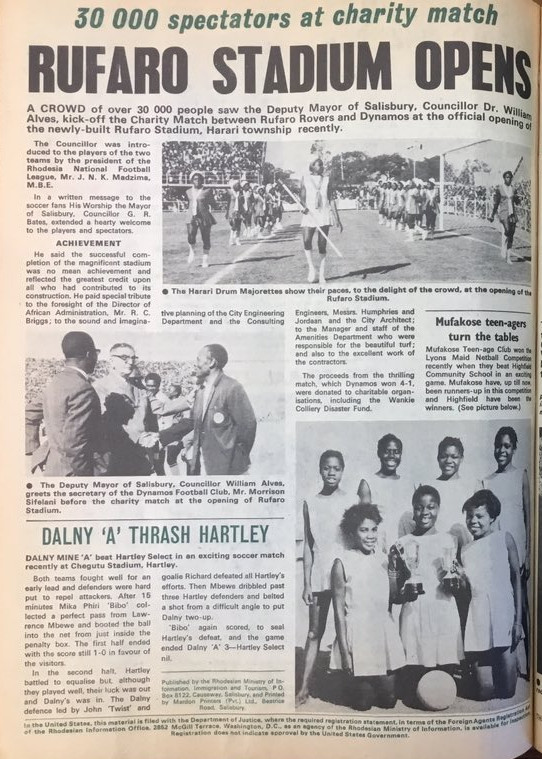 30 000 spectators at charity match
RUFARO STADIUM OPENS
A CROWD of over 30 000 people saw the Deputy Mayor of Salisbury, Councillor Dr. William
Alves, kick-off the Charity Match between Rufaro Rovers and Dynamos at the official opening of
the newly-built Rufaro Stadium, Harari township recently.
The Councillor was intro-
duced to the players of the two
teams by the president of the
Rhodesia National Football
League, Mr. J. N. K. Madzima,
M.B.E.
In a written message to the
soccer fans His Worship the Mayor
of Salisbury, Councillor G. R.
Bates, extended a hearty welcome
to the players and spectators.
ACHIEVEMENT
He said the successful com-
pletion of the magnificent stadium
was no mean achievement and
reflected the greatest credit upon
all who had contributed to its
construction. He paid special tribute
to the foresight of the Director of
African Administration, Mr. R. C.
Briggs; to the sound and imagina-
● The Harari Drum Majorettes show their paces, to the delight of the crowd, at the opening of the
Rufaro Stadium.
tive planning of the City Engineering
Department and the Consulting
Engineers, Messrs. Humphries and
Jordaan and the City Architect;
to the Manager and staff of the
Amenities Department who were
responsible for the beautiful turf;
and also to the excellent work of
the contractors.
The proceeds from the thrilling
match, which Dynamos won 4-1,
were donated to charitable organ-
isations, including the Wankie
Colliery Disaster Fund.
Mufakose teen-agers
turn the tables
Mufakose Teen-age Club won the
Lyons Maid Netball Competition
recently when they beat Highfield
Community School in an exciting
game. Mufakose have, up till now,
been runners-up in this competition
and Highfield have been the
winners. (See picture below.)
● The Deputy Mayor of Salisbury, Councillor William Alves,
greets the secretary of the Dynamos Football Club, Mr. Morrison
Sifelani before the charity match at the opening of Rufaro
Stadium.
DALNY 'A' THRASH HARTLEY
DALNY MINE 'A' beat Hartley Select in an exciting soccer match
recently at Chegutu Stadium, Hartley.
Both teams fought well for an
early lead and defenders were hard
put to repel attackers. After 15
minutes Mika Phiri 'Bibo' col-
lected a perfect pass from Law-
rence Mbewe and booted the ball
into the net from just inside the
penalty box. The first half ended
with the score still 1-0 in favour of
the visitors.
In the second half, Hartley
battled to equalise but, although
they played well, their luck was out
and Dalny's was in. The Dalny
defence led by John 'Twist' and
goalie Richard defeated all Hartley's
efforts. Then Mbewe dribbled past
three Hartley defenders and belted
a shot from a difficult angle to put
Dalny two-up.
'Bibo' again scored, to seal
Hartley's defeat, and the game
ended Dalny 'A' 3—Hartley Select
nil.
Published by the Rhodesian Ministry of In-
formation, Immigration and Tourism, P.O.
Box 8122, Causeway, Salisbury, and Printed
by Mardon Printers (Pvt.) Ltd., Beatrice
Road, Salisbury.
In the United States, this material is filed with the Department of Justice, where the required registration statement, in terms of the Foreign Agents Registration
of the Rhodesian Information Office, 2852 McGill Terrace, Washington, D.C., as an agency of the Rhodesian Ministry of Information, is available for inspection.
Registration does not indicate approval by the United States Government.